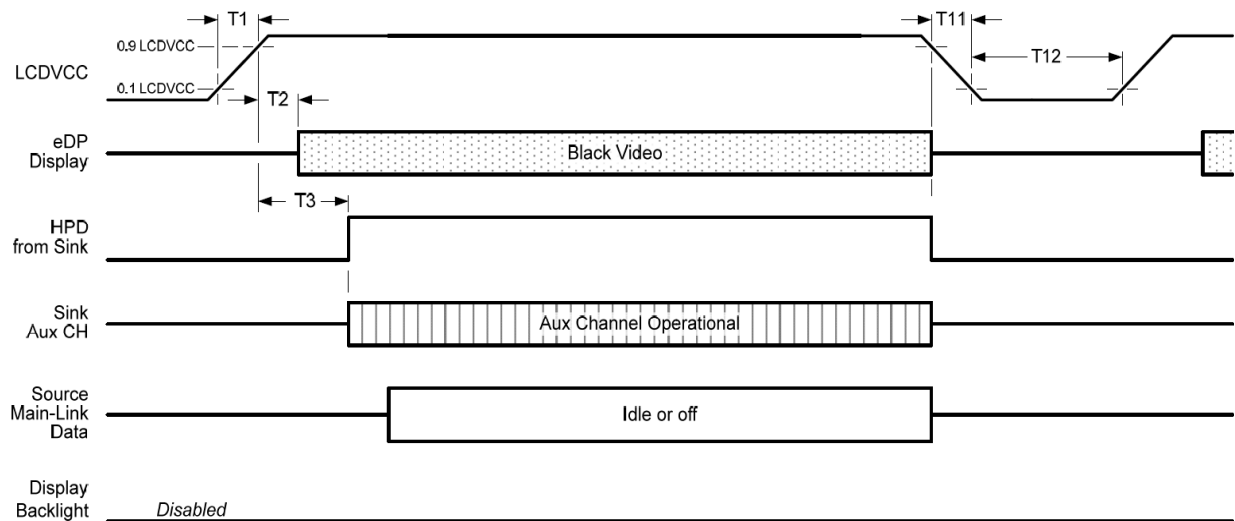 T1
T11
0.9 LCDVCC
LCDVCC
T12
0.1 LCDVCC
T2
eDP
Display
Black Video
T3
HPD
from Sink
Sink
Aux CH
Aux Channel Operational
Source
Main-Link
Data
Idle or off
Display
Backlight
Disabled